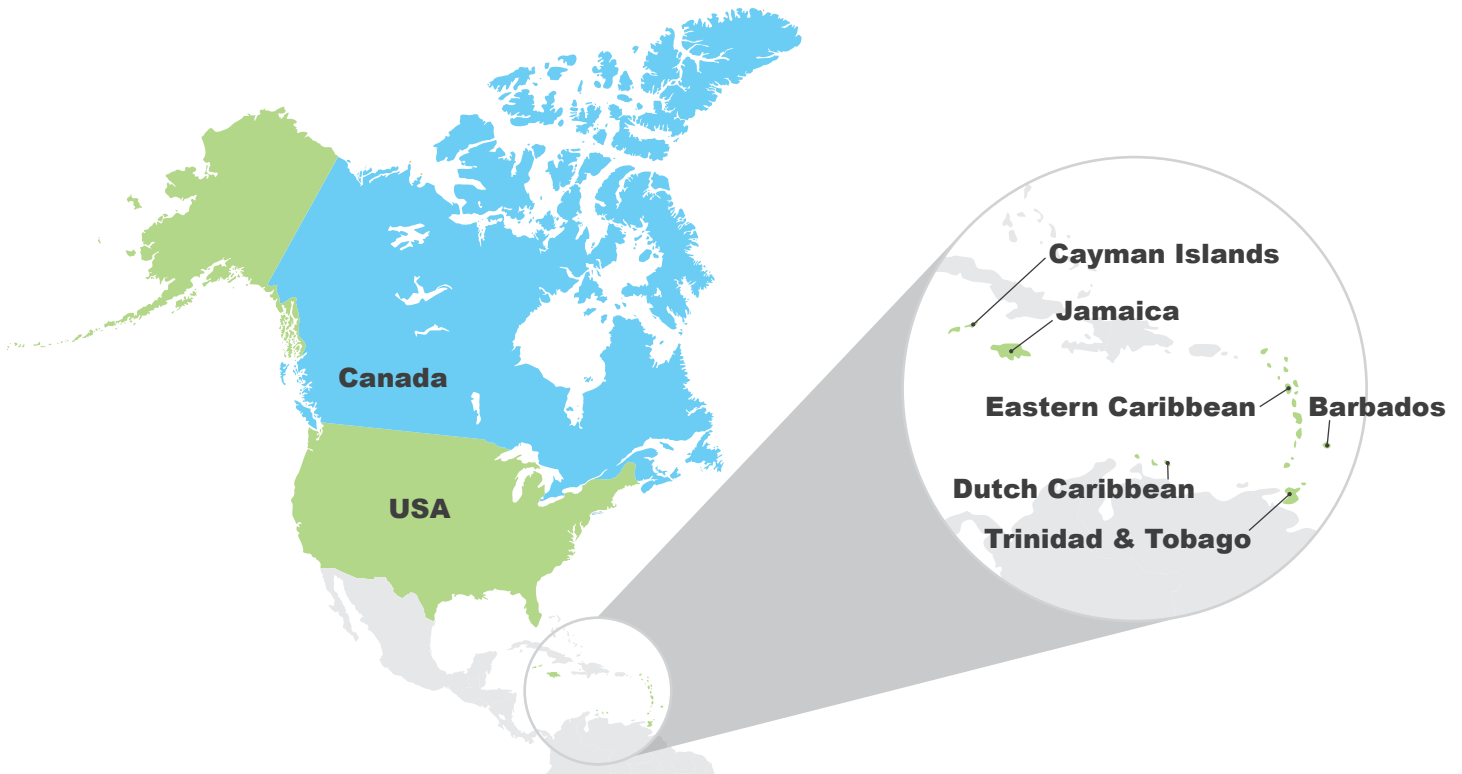 Canada
USA
Cayman Islands
Jamaica
Eastern Caribbean
Barbados
Dutch Caribbean
Trinidad & Tobago